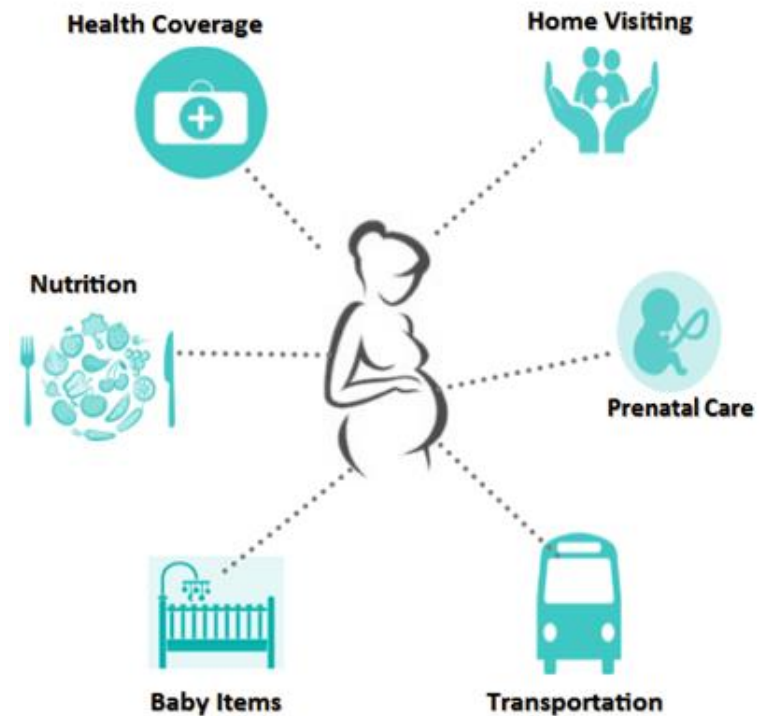 Health Coverage
Home Visiting
Nutrition
Prenatal Care
Baby Items
Transportation